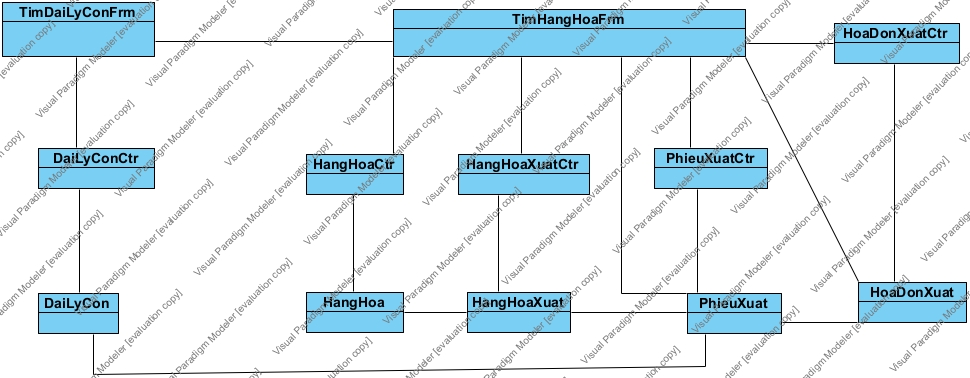 TimDaiLyConFrm
TimHangHoaFrm
HoaDonXuatCtr
DaiLyConCtr
HangHoaCtr
HangHoaXuatCtr
PhieuXuatCtr
DaiLyCon
HangHoa
HangHoaXuat
PhieuXuat
HoaDonXuat
Visual Paradigm Modeler [evaluation copy]